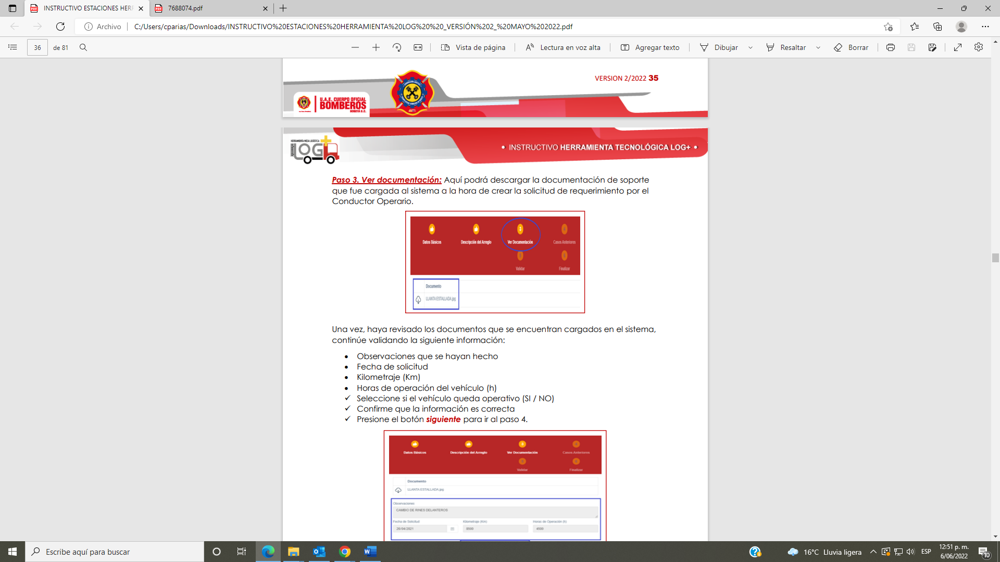 INSTRUCTIVO ESTACIONES HERR
7688074.pdf
Archivo
C:/Users/cparias/Downloads/INSTRUCTIVO%20ESTACIONES%20HERRAMIENTA%20LOG%20%20_VERSIÓN%202_%20MAYO%202022.pdf
36 de 81
Vista de página
Lectura en voz alta
Agregar texto
Dibujar
Resaltar
Borrar
VERSION 2/2022 35
U.A.E. CUERPO OFICIAL
BOMBEROS
BOGOTÁ D.C.
HERRAMIENTA MESA LOGÍSTICA
LOG
• INSTRUCTIVO HERRAMIENTA TECNOLÓGICA LOG+ •
Paso 3. Ver documentación: Aquí podrá descargar la documentación de soporte
que fue cargada al sistema a la hora de crear la solicitud de requerimiento por el
Conductor Operario.
3
Datos Básicos Descripción del Arreglo Ver Documentación Casos Anteriores
Validar Finalizar
Documento
LLANTA ESTALLADA.jpg
Una vez, haya revisado los documentos que se encuentran cargados en el sistema,
continúe validando la siguiente información:
• Observaciones que se hayan hecho
• Fecha de solicitud
• Kilometraje (Km)
• Horas de operación del vehículo (h)
✓ Seleccione si el vehículo queda operativo (SI / NO)
✓ Confirme que la información es correcta
✓ Presione el botón siguiente para ir al paso 4.
3
Datos Básicos Descripción del Arreglo Ver Documentación Casos Anteriores
Validar Finalizar
Documento
LLANTA ESTALLADA.jpg
Observaciones
CAMBIO DE RINES DELANTEROS
Fecha de Solicitud Kilometraje (Km) Horas de Operación (h)
26/04/2021 8500 4500
Escribe aquí para buscar
16°C Lluvia ligera
ESP
12:51 p. m.
6/06/2022
10